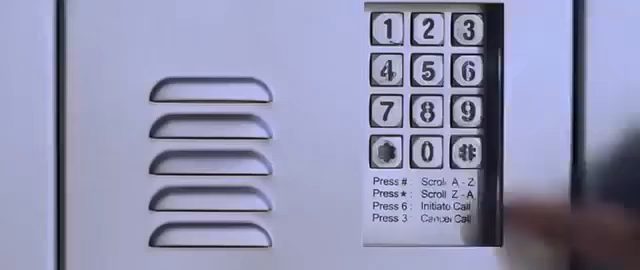 1 2 3
4 5 6
7 8 9
* 0 #
Press # : Scroll A - Z
Press * : Scroll Z - A
Press 6 : Initiate Call
Press 3 : Cancel Call